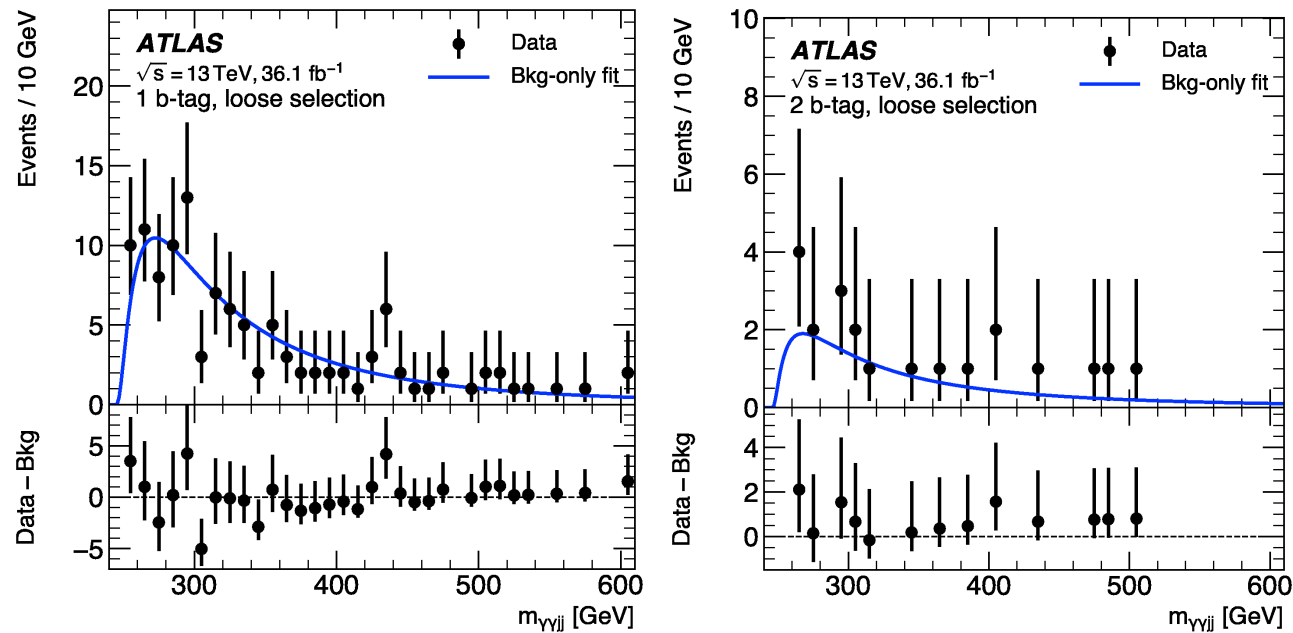 Events / 10 GeV
ATLAS
√s = 13 TeV, 36.1 fb⁻¹
1 b-tag, loose selection
Data
Bkg-only fit
20
15
10
5
0
Data – Bkg
5
0
−5
300 400 500 600
mγγjj [GeV]
Events / 10 GeV
ATLAS
√s = 13 TeV, 36.1 fb⁻¹
2 b-tag, loose selection
Data
Bkg-only fit
10
8
6
4
2
0
Data – Bkg
4
2
0
300 400 500 600
mγγjj [GeV]